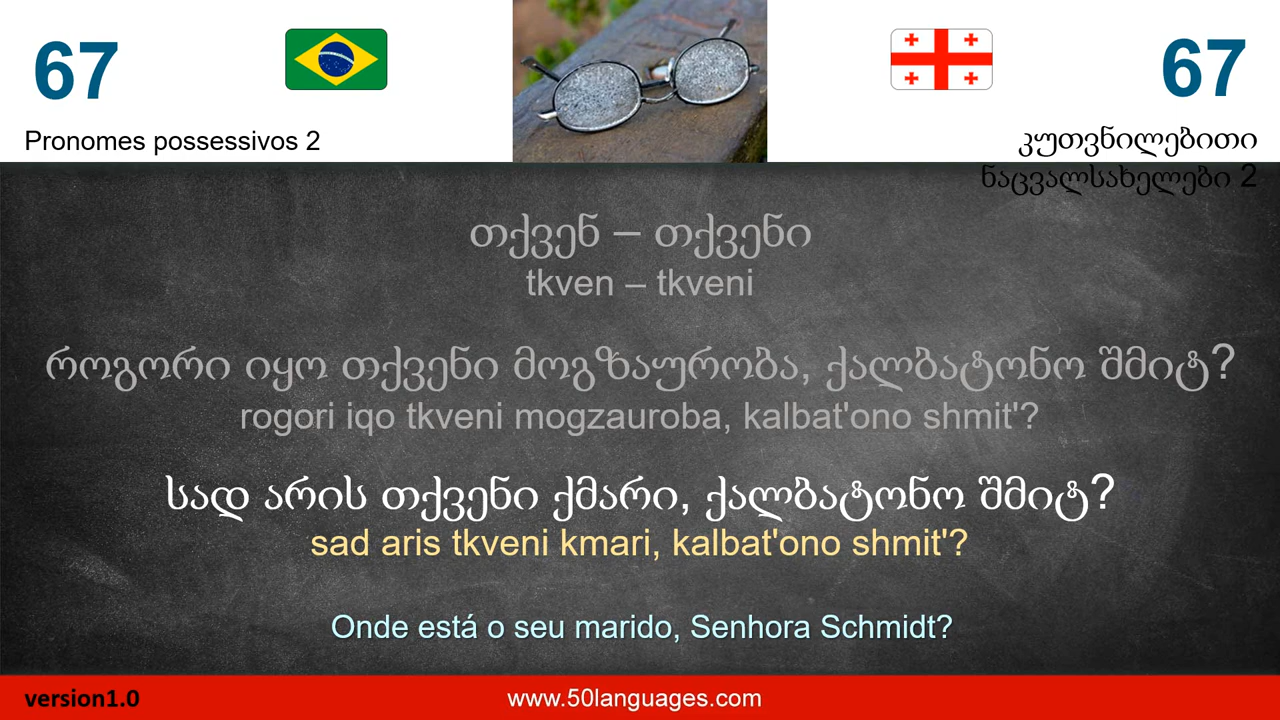 67
67
Pronomes possessivos 2
კუთვნილებითი
ნაცვალსახელები 2
თქვენ – თქვენი
tkven – tkveni
როგორი იყო თქვენი მოგზაურობა, ქალბატონო შმიტ?
rogori iqo tkveni mogzauroba, kalbat'ono shmit'?
სად არის თქვენი ქმარი, ქალბატონო შმიტ?
sad aris tkveni kmari, kalbat'ono shmit'?
Onde está o seu marido, Senhora Schmidt?
version1.0
www.50languages.com